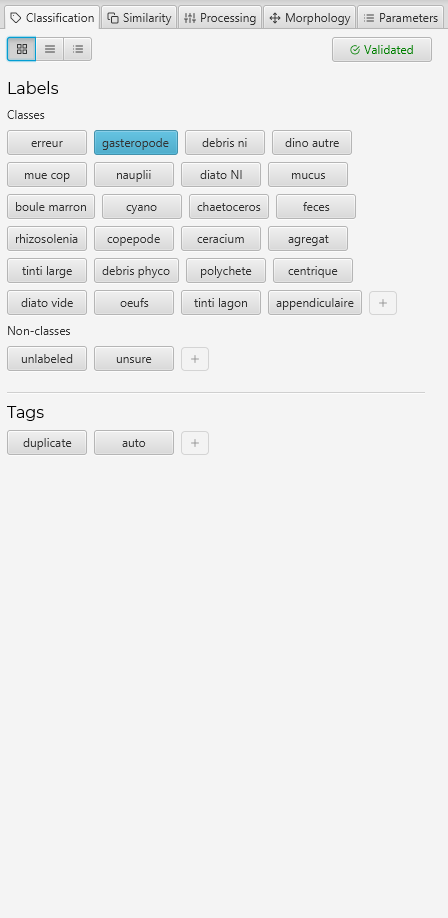 Classification Similarity Processing Morphology Parameters
Validated
Labels
Classes
erreur gasteropode debris ni dino autre
mue cop nauplii diato NI mucus
boule marron cyano chaetoceros feces
rhizosolenia copepode ceracium agregat
tinti large debris phyco polychete centrique
diato vide oeufs tinti lagon appendiculaire +
Non-classes
unlabeled unsure +
Tags
duplicate auto +